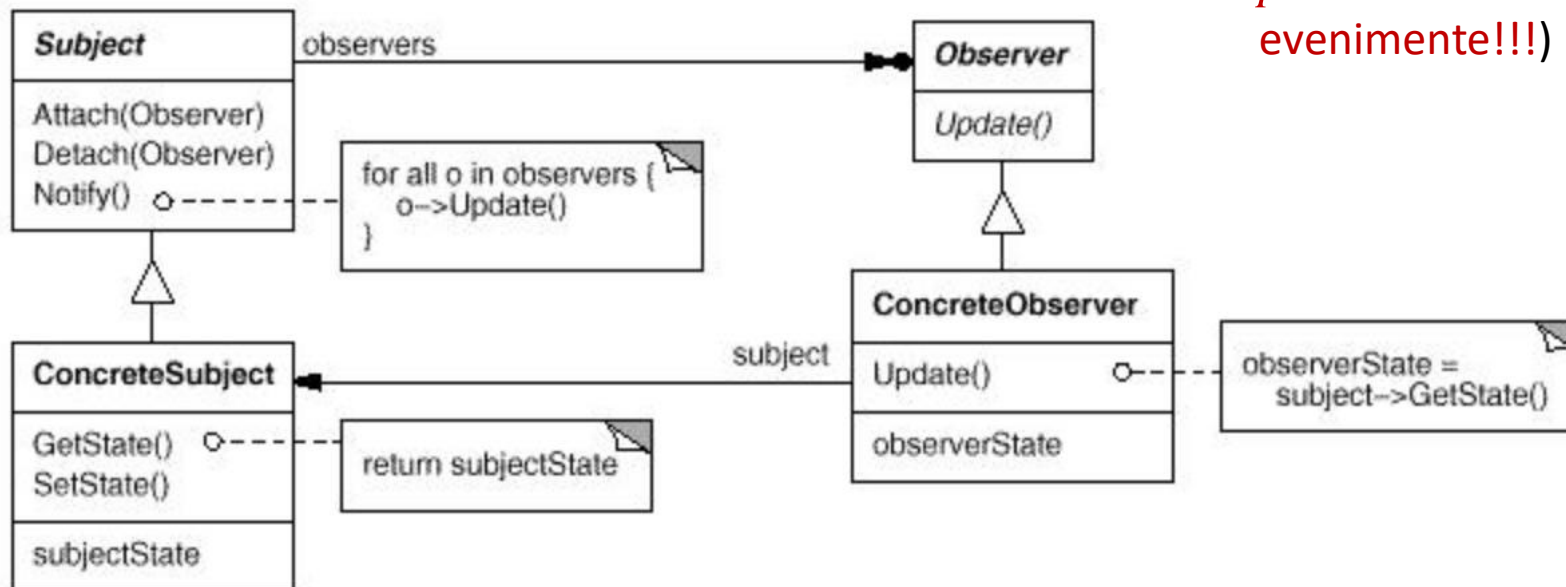 evenimente!!!)
Subject
observers
Observer
Attach(Observer)
Detach(Observer)
Notify()
for all o in observers {
o–>Update()
}
Update()
ConcreteObserver
Update()
observerState
observerState =
subject–>GetState()
subject
ConcreteSubject
GetState()
SetState()
return subjectState
subjectState